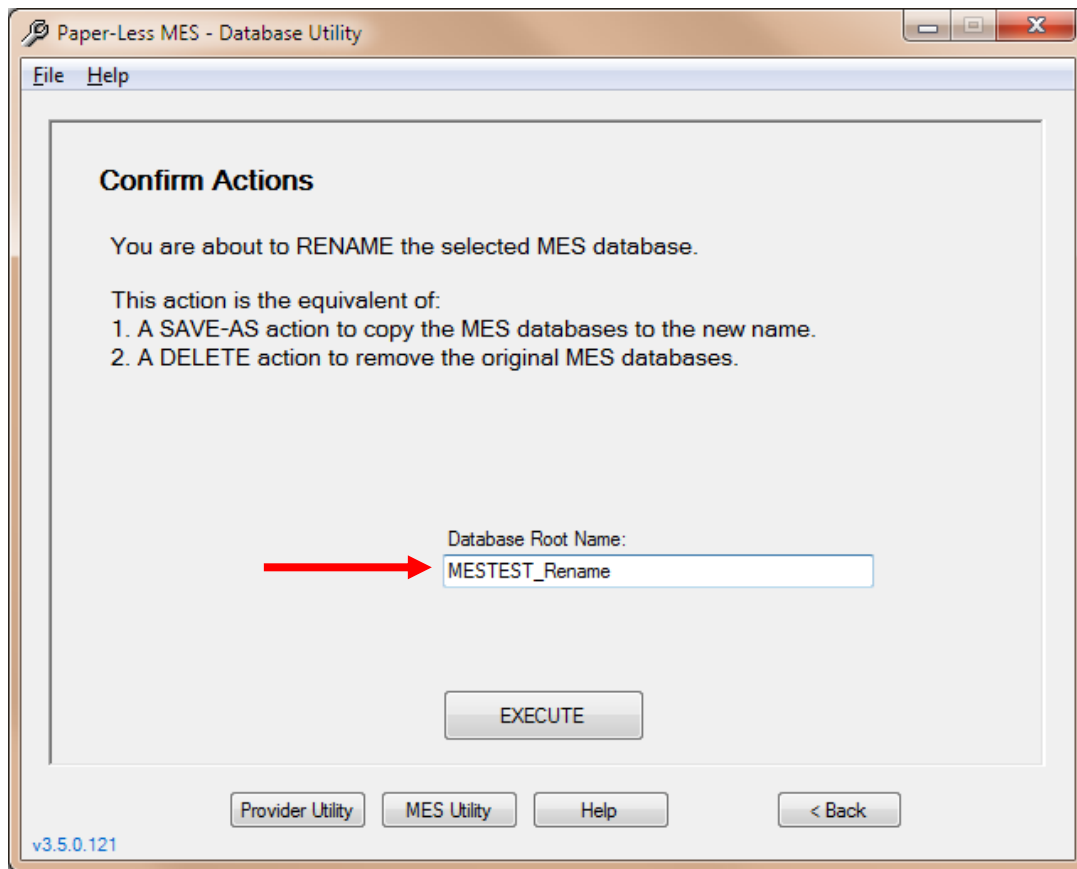 Paper-Less MES - Database Utility
File Help
Confirm Actions
You are about to RENAME the selected MES database.
This action is the equivalent of:
1. A SAVE-AS action to copy the MES databases to the new name.
2. A DELETE action to remove the original MES databases.
Database Root Name:
MESTEST_Rename
EXECUTE
Provider Utility MES Utility Help < Back
v3.5.0.121